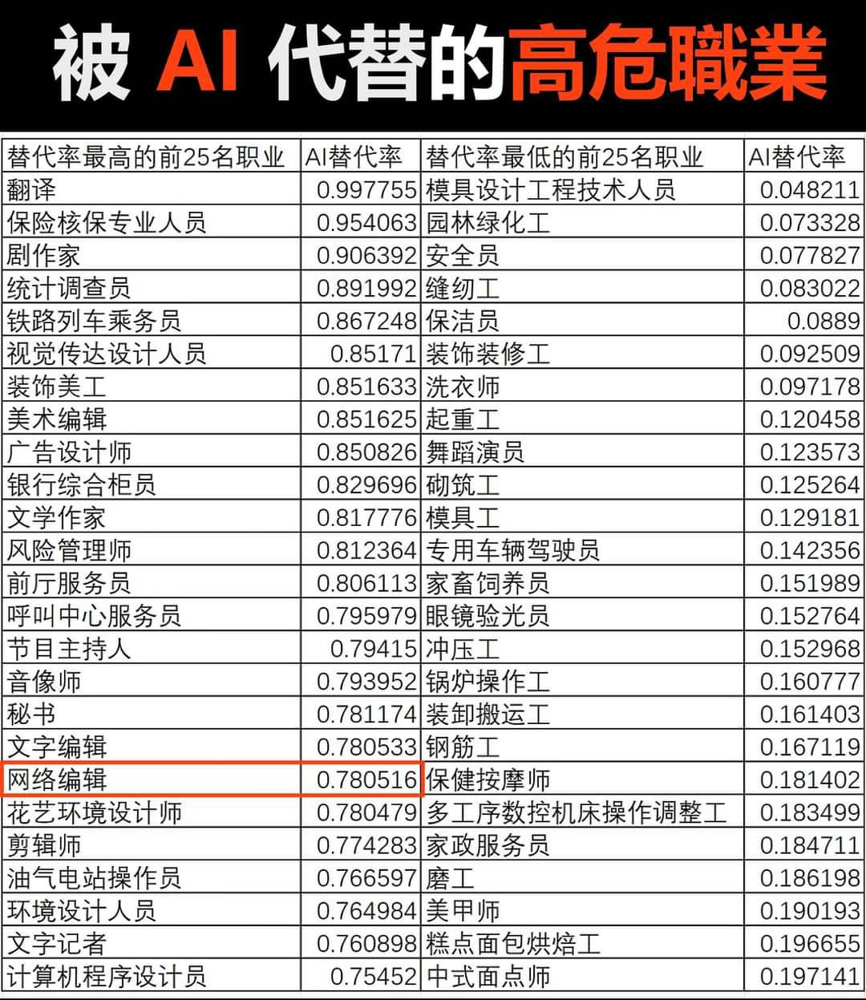 被 AI 代替的高危職業
替代率最高的前25名职业 AI替代率 替代率最低的前25名职业 AI替代率
翻译 0.997755 模具设计工程技术人员 0.048211
保险核保专业人员 0.954063 园林绿化工 0.073328
剧作家 0.906392 安全员 0.077827
统计调查员 0.891992 缝纫工 0.083022
铁路列车乘务员 0.867248 保洁员 0.0889
视觉传达设计人员 0.85171 装饰装修工 0.092509
装饰美工 0.851633 洗衣师 0.097178
美术编辑 0.851625 起重工 0.120458
广告设计师 0.850826 舞蹈演员 0.123573
银行综合柜员 0.829696 砌筑工 0.125264
文学作家 0.817776 模具工 0.129181
风险管理师 0.812364 专用车辆驾驶员 0.142356
前厅服务员 0.806113 家畜饲养员 0.151989
呼叫中心服务员 0.795979 眼镜验光员 0.152764
节目主持人 0.79415 冲压工 0.152968
音像师 0.793952 锅炉操作工 0.160777
秘书 0.781174 装卸搬运工 0.161403
文字编辑 0.780533 钢筋工 0.167119
网络编辑 0.780516 保健按摩师 0.181402
花艺环境设计师 0.780479 多工序数控机床操作调整工 0.183499
剪辑师 0.774283 家政服务员 0.184711
油气电站操作员 0.766597 磨工 0.186198
环境设计人员 0.764984 美甲师 0.190193
文字记者 0.760898 糕点面包烘焙工 0.196655
计算机程序设计员 0.75452 中式面点师 0.197141